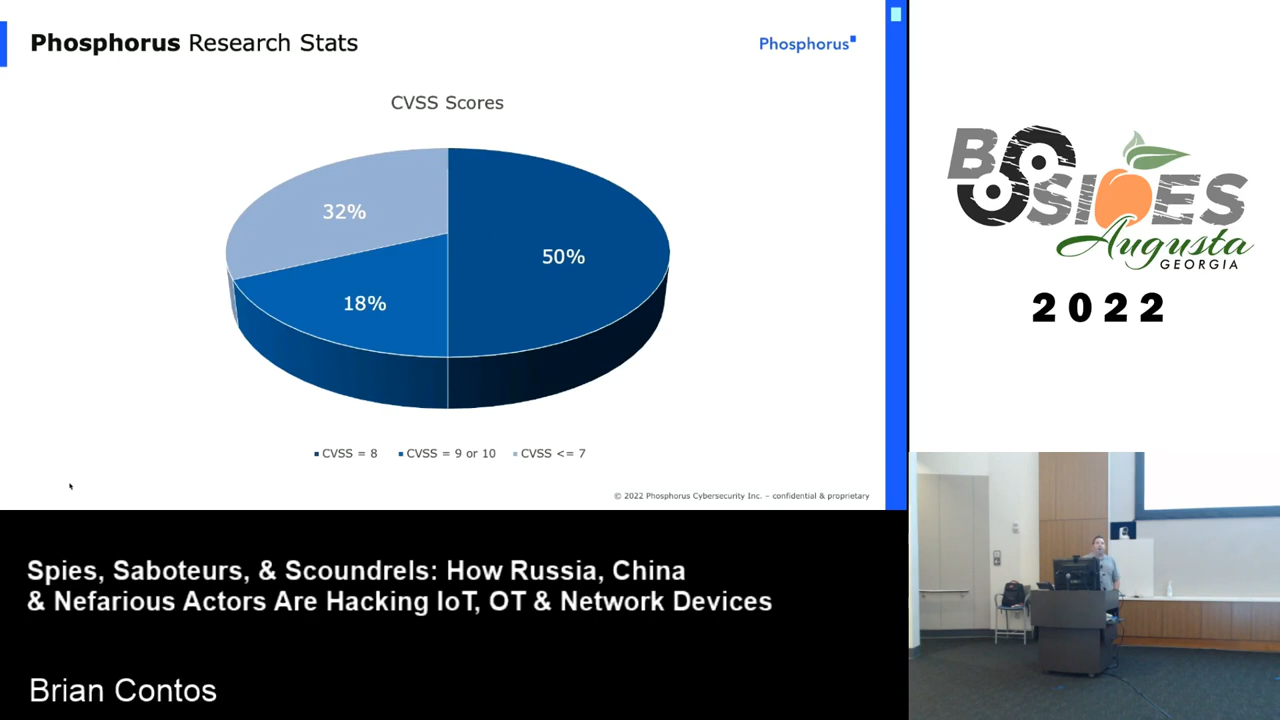 Phosphorus Research Stats
Phosphorus
CVSS Scores
32%
50%
18%
CVSS = 8 CVSS = 9 or 10 CVSS <= 7
© 2022 Phosphorus Cybersecurity Inc. – confidential & proprietary
BSIDES
Augusta
GEORGIA
2022
Spies, Saboteurs, & Scoundrels: How Russia, China
& Nefarious Actors Are Hacking IoT, OT & Network Devices
Brian Contos